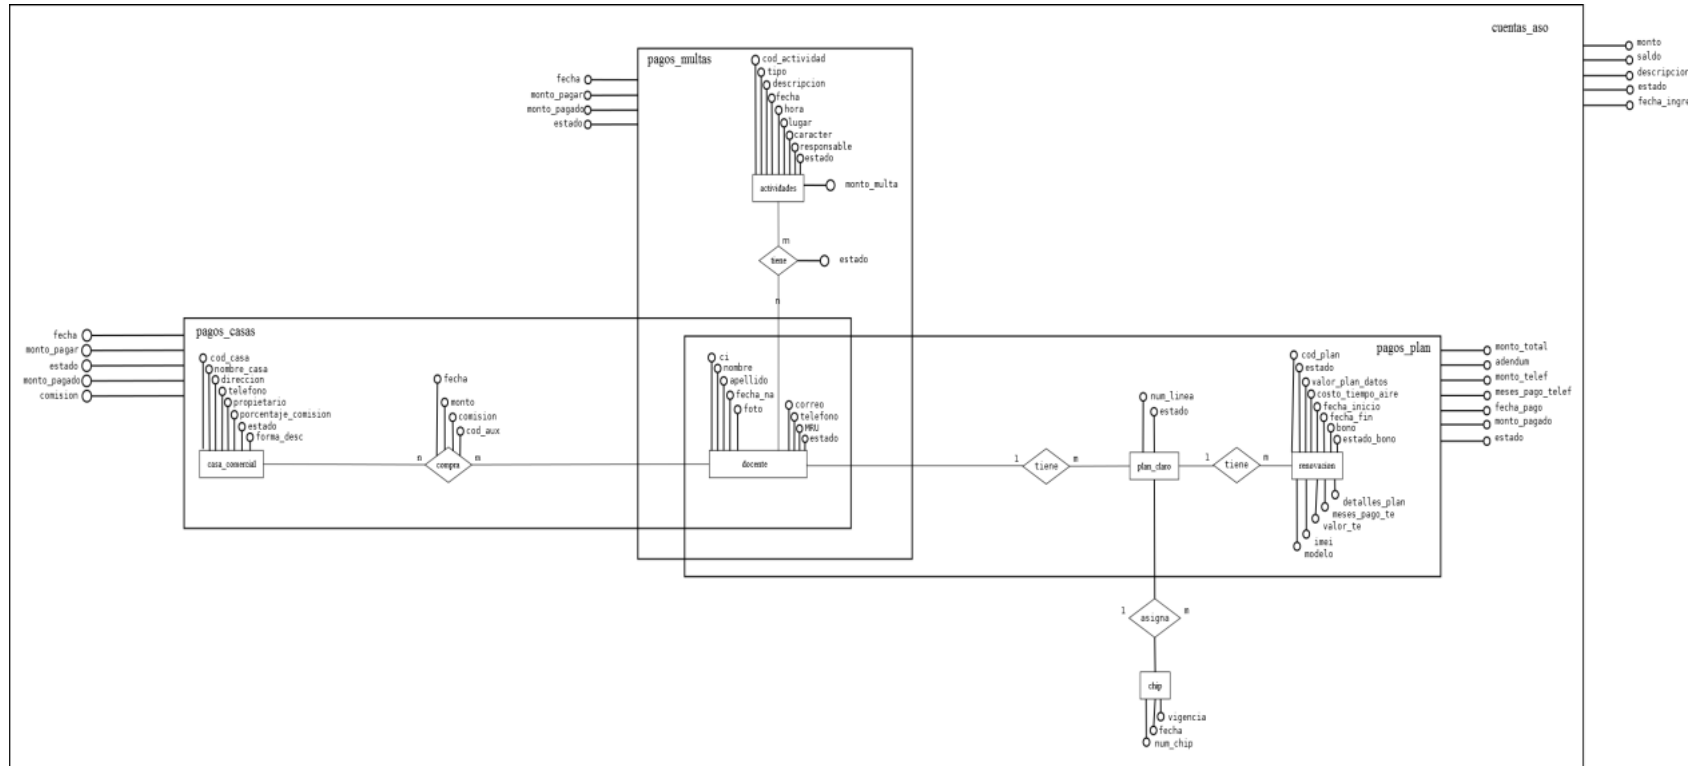 cuentas_aso
monto
saldo
descripcion
estado
fecha_ingre
pagos_multas
fecha
monto_pagar
monto_pagado
estado
cod_actividad
tipo
descripcion
fecha
hora
lugar
caracter
responsable
estado
actividades
monto_multa
m
tiene
estado
n
pagos_casas
fecha
monto_pagar
estado
monto_pagado
comision
cod_casa
nombre_casa
direccion
telefono
propietario
porcentaje_comision
estado
forma_desc
casa_comercial
fecha
monto
comision
cod_aux
n
compra
m
ci
nombre
apellido
fecha_na
foto
correo
telefono
MRU
estado
docente
pagos_plan
monto_total
adendum
monto_telef
meses_pago_telef
fecha_pago
monto_pagado
estado
1
tiene
m
num_linea
estado
plan_claro
1
tiene
m
cod_plan
estado
valor_plan_datos
costo_tiempo_aire
fecha_inicio
fecha_fin
bono
estado_bono
renovacion
detalles_plan
meses_pago_te
valor_te
imei
modelo
1
asigna
m
chip
vigencia
fecha
num_chip